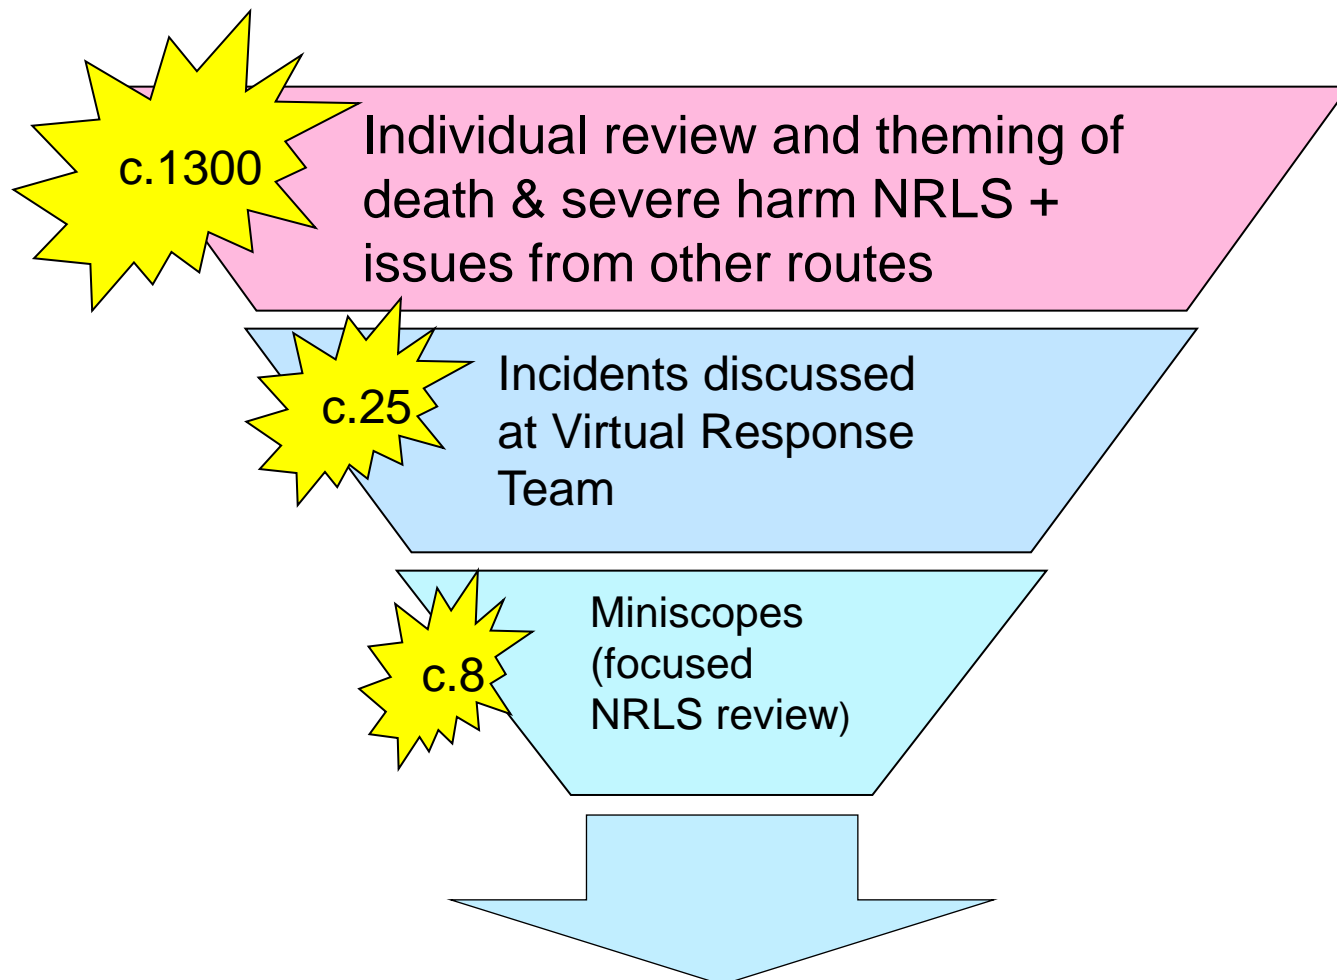 c.1300
Individual review and theming of
death & severe harm NRLS +
issues from other routes
c.25
Incidents discussed
at Virtual Response
Team
c.8
Miniscopes
(focused
NRLS review)